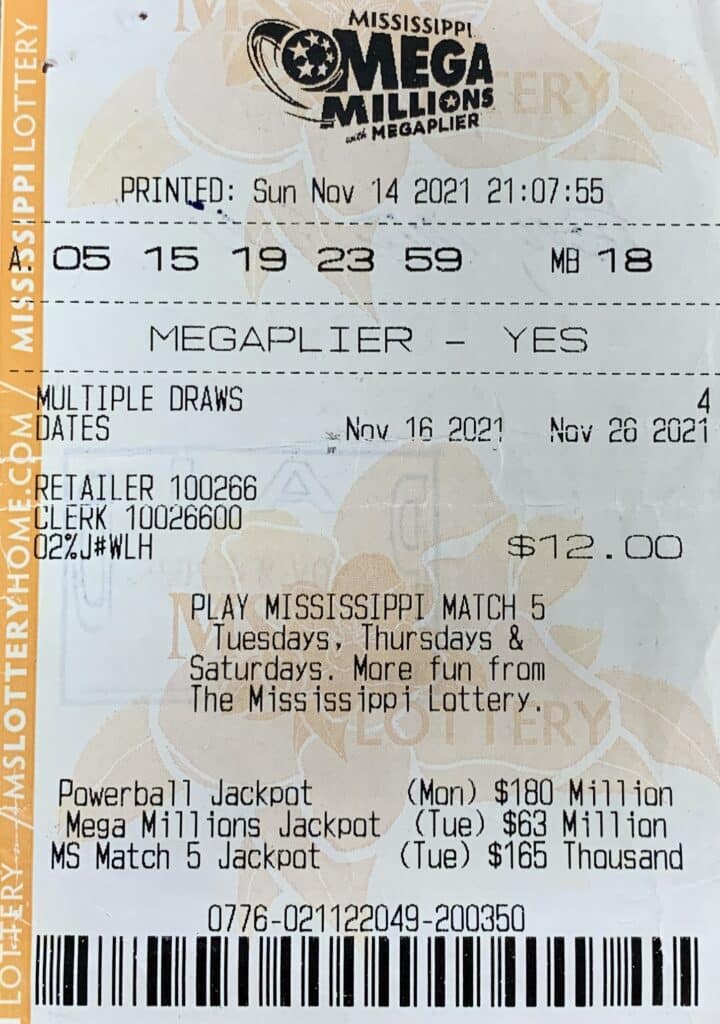 MISSISSIPPI
MEGA
MILLIONS
with MEGAPLIER
PRINTED: Sun Nov 14 2021 21:07:55
A. 05 15 19 23 59 MB 18
MEGAPLIER - YES
MULTIPLE DRAWS 4
DATES Nov 16 2021 Nov 26 2021
RETAILER 100266
CLERK 10026600
02%J#WLH $12.00
PLAY MISSISSIPPI MATCH 5
Tuesdays, Thursdays &
Saturdays. More fun from
The Mississippi Lottery.
Powerball Jackpot (Mon) $180 Million
Mega Millions Jackpot (Tue) $63 Million
MS Match 5 Jackpot (Tue) $165 Thousand
0776-021122049-200350
LOTTERY / MSLOTTERYHOME.COM / MISSISSIPPI LOTTERY
LOTTERY